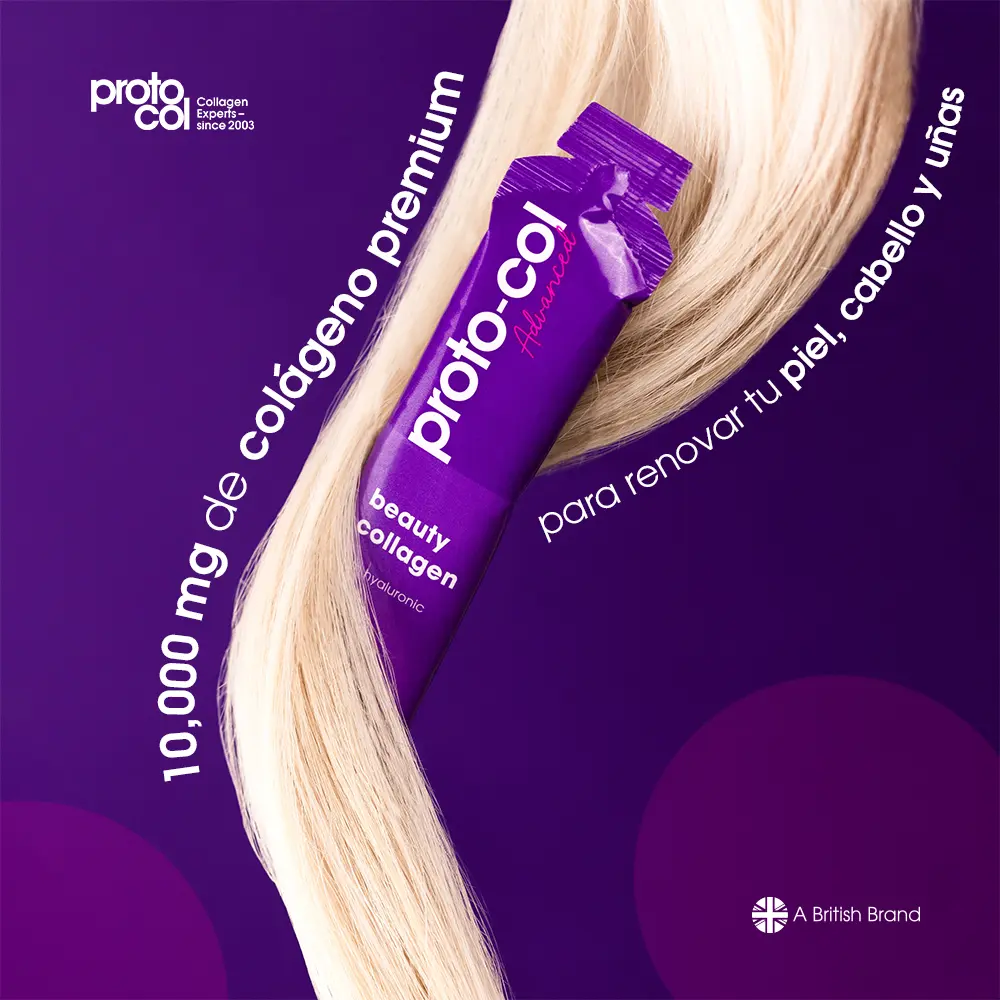 proto
col
Collagen
Experts–
since 2003
10,000 mg de colágeno premium
para renovar tu piel, cabello y uñas
proto-col
Advanced
beauty
collagen
hyaluronic
A British Brand